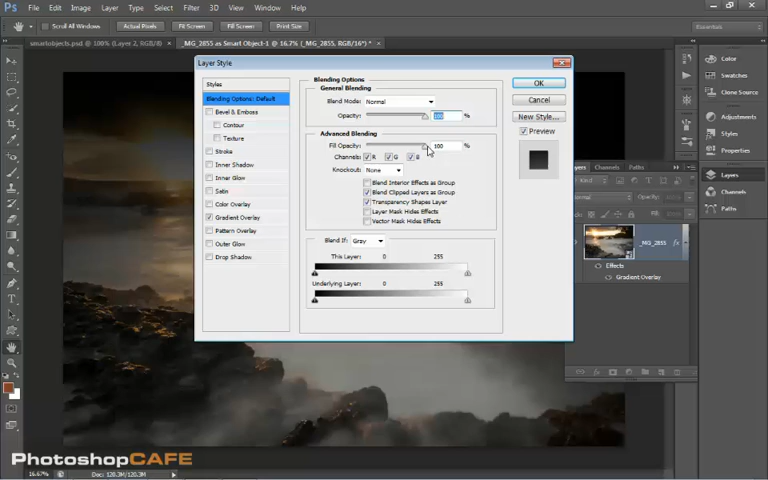 Ps File Edit Image Layer Type Select Filter 3D View Window Help
Scroll All Windows Actual Pixels Fit Screen Fill Screen Print Size Essentials
smartobjects.psd @ 100% (Layer 2, RGB/8) × _MG_2855 as Smart Object-1 @ 16.7% (_MG_2855, RGB/8*) * ×
Layer Style
Styles
Blending Options: Default
Bevel & Emboss
Contour
Texture
Stroke
Inner Shadow
Inner Glow
Satin
Color Overlay
Gradient Overlay
Pattern Overlay
Outer Glow
Drop Shadow
Blending Options
General Blending
Blend Mode: Normal
Opacity: 100 %
Advanced Blending
Fill Opacity: 100 %
Channels: R G B
Knockout: None
Blend Interior Effects as Group
Blend Clipped Layers as Group
Transparency Shapes Layer
Layer Mask Hides Effects
Vector Mask Hides Effects
Blend If: Gray
This Layer: 0 255
Underlying Layer: 0 255
OK
Cancel
New Style...
Preview
Color
Swatches
Clone Source
Adjustments
Styles
Properties
Layers
Channels
Paths
Channels Paths
_MG_2855 fx
Effects
Gradient Overlay
PhotoshopCAFE
16.67% Doc: 120.3M/120.3M